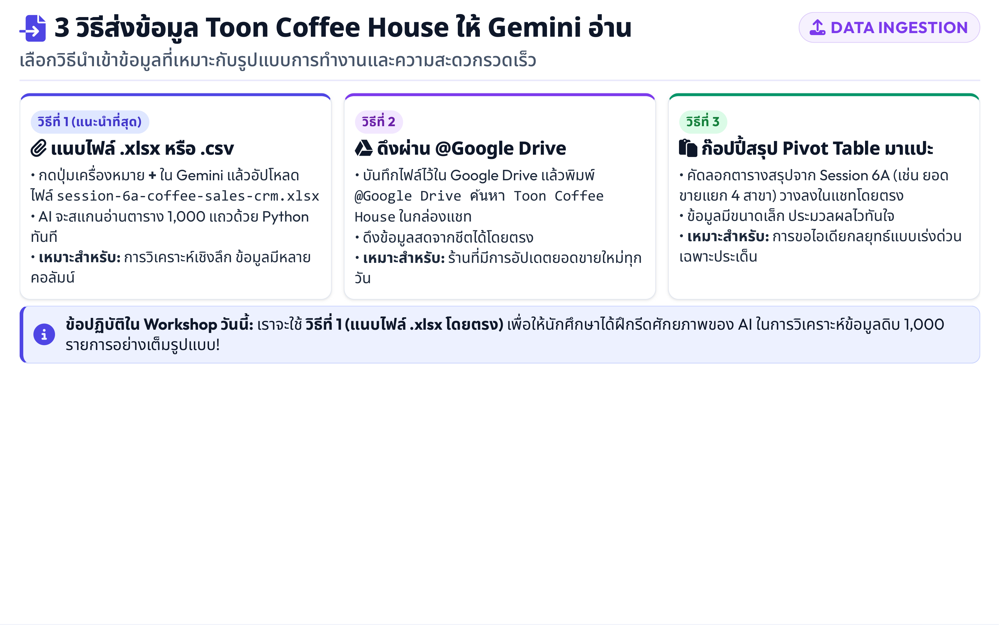 3 วิธีส่งข้อมูล Toon Coffee House ให้ Gemini อ่าน
DATA INGESTION
เลือกวิธีนำเข้าข้อมูลที่เหมาะกับรูปแบบการทำงานและความสะดวกรวดเร็ว
วิธีที่ 1 (แนะนำที่สุด)
แนบไฟล์ .xlsx หรือ .csv
• กดปุ่มเครื่องหมาย + ใน Gemini แล้วอัปโหลด
ไฟล์ session-6a-coffee-sales-crm.xlsx
• AI จะสแกนอ่านตาราง 1,000 แถวด้วย Python
ทันที
• เหมาะสำหรับ: การวิเคราะห์เชิงลึก ข้อมูลมีหลาย
คอลัมน์
วิธีที่ 2
ดึงผ่าน @Google Drive
• บันทึกไฟล์ไว้ใน Google Drive แล้วพิมพ์
@Google Drive ค้นหา Toon Coffee
House ในกล่องแชท
• ดึงข้อมูลสดจากชีตได้โดยตรง
• เหมาะสำหรับ: ร้านที่มีการอัปเดตยอดขายใหม่ทุก
วัน
วิธีที่ 3
ก๊อปปี้สรุป Pivot Table มาแปะ
• คัดลอกตารางสรุปจาก Session 6A (เช่น ยอด
ขายแยก 4 สาขา) วางลงในแชทโดยตรง
• ข้อมูลมีขนาดเล็ก ประมวลผลไวทันใจ
• เหมาะสำหรับ: การขอไอเดียกลยุทธ์แบบเร่งด่วน
เฉพาะประเด็น
ข้อปฏิบัติใน Workshop วันนี้: เราจะใช้ วิธีที่ 1 (แนบไฟล์ .xlsx โดยตรง) เพื่อให้นักศึกษาได้ฝึกรีดศักยภาพของ AI ในการวิเคราะห์ข้อมูลดิบ 1,000
รายการอย่างเต็มรูปแบบ!